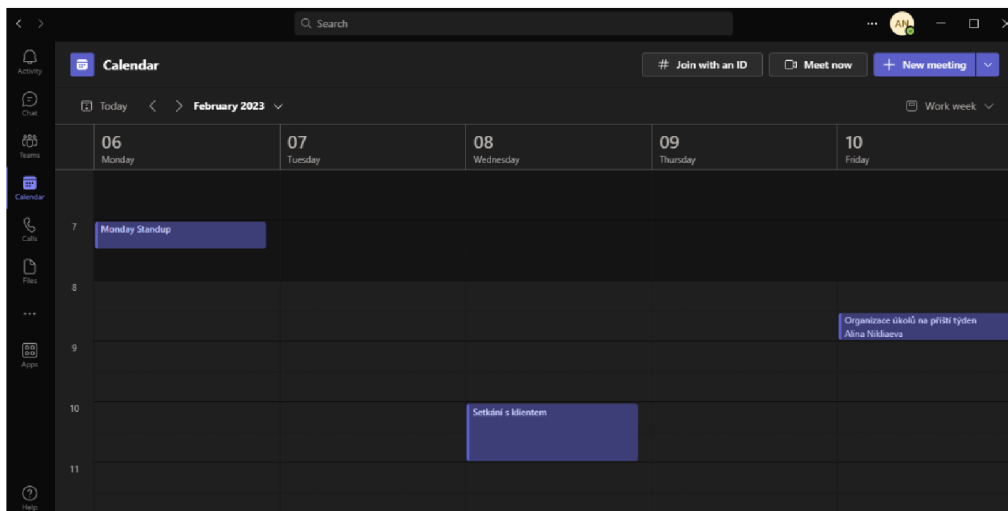 Search
AN
Activity
Calendar
# Join with an ID
Meet now
+ New meeting
Chat
Today
February 2023
Work week
Teams
06
Monday
07
Tuesday
08
Wednesday
09
Thursday
10
Friday
Calendar
Calls
Files
Apps
Help
7
Monday Standup
8
Organizace úkolů na příští týden
9
10
Setkání s klientem
11